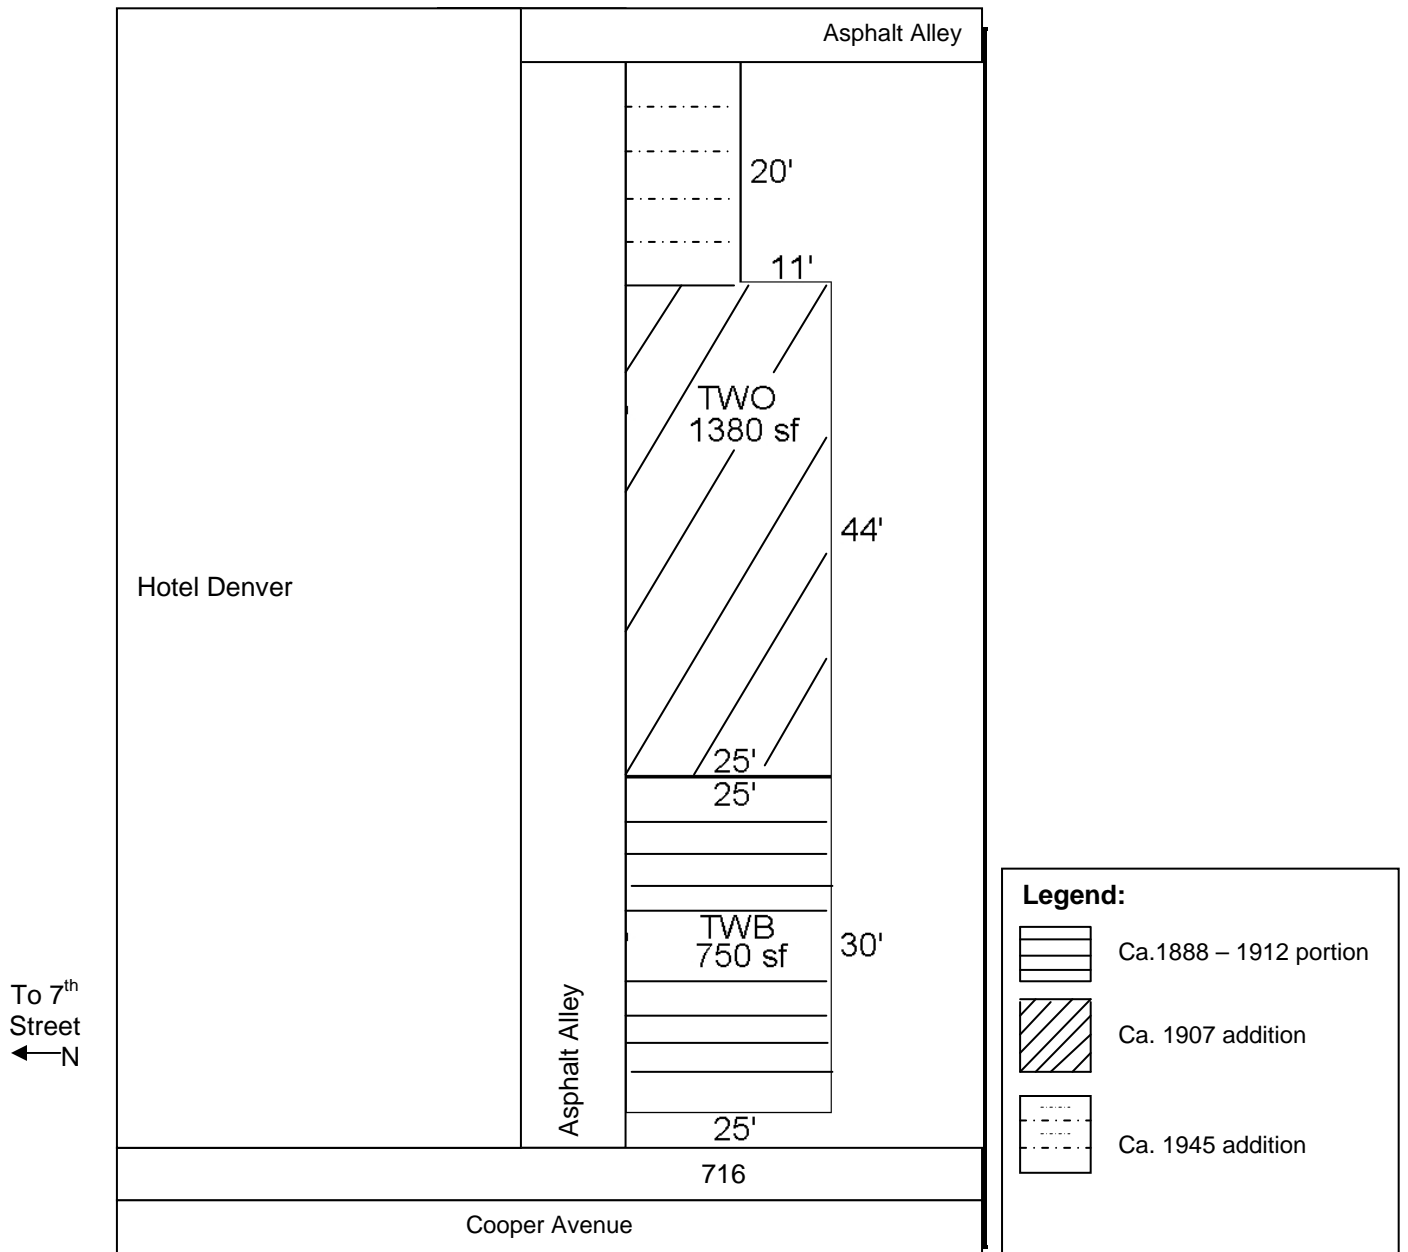 Asphalt Alley
20'
11'
TWO
1380 sf
44'
Hotel Denver
25'
25'
TWB
750 sf
30'
Asphalt Alley
25'
To 7th
Street
N
716
Cooper Avenue
Legend:
Ca.1888 – 1912 portion
Ca. 1907 addition
Ca. 1945 addition